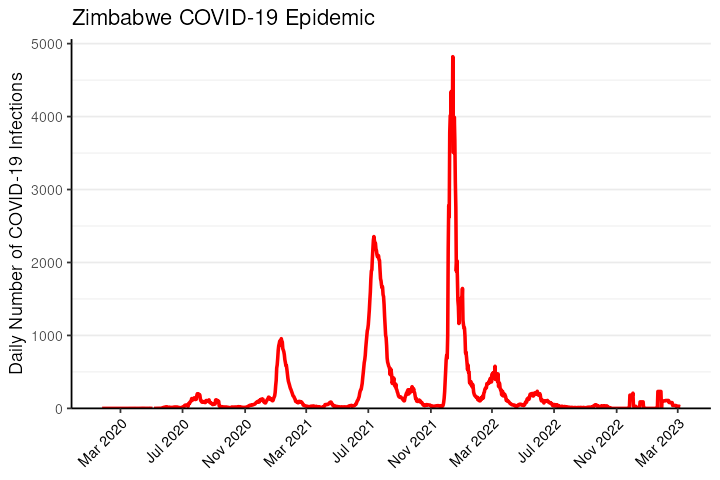 Zimbabwe COVID-19 Epidemic
Daily Number of COVID-19 Infections
5000
4000
3000
2000
1000
0
Mar 2020
Jul 2020
Nov 2020
Mar 2021
Jul 2021
Nov 2021
Mar 2022
Jul 2022
Nov 2022
Mar 2023